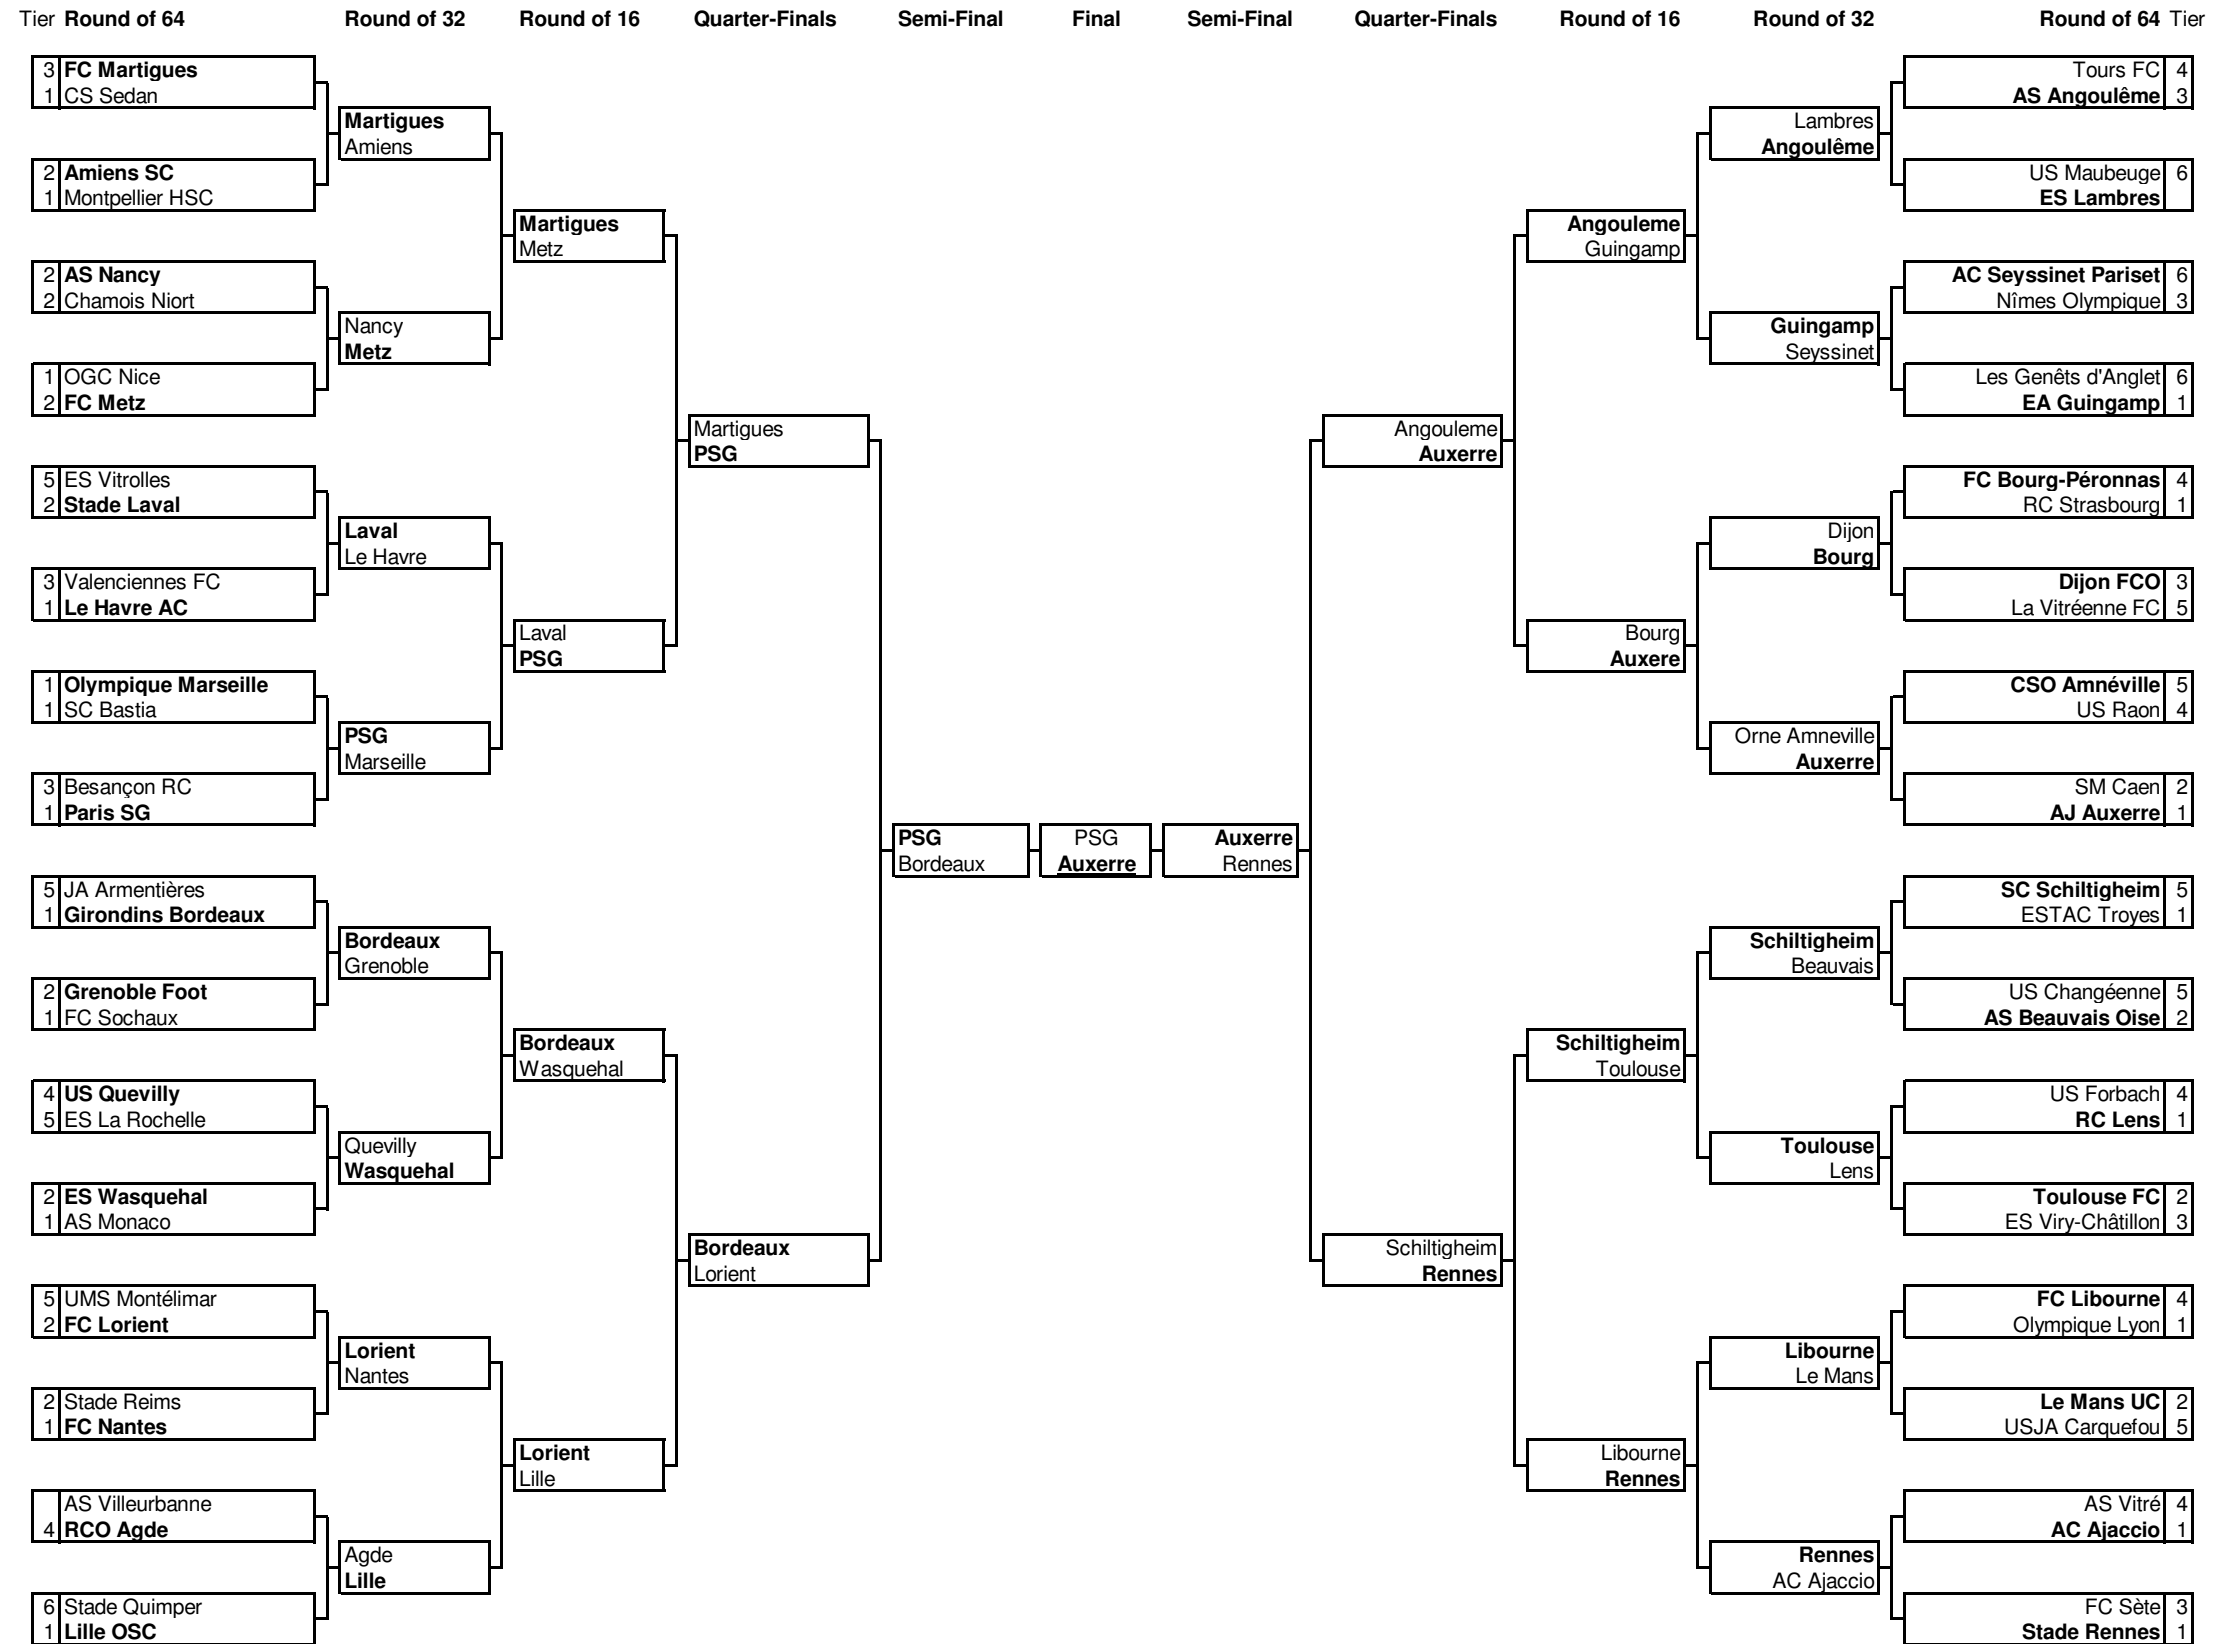 Tier Round of 64 Round of 32 Round of 16 Quarter-Finals Semi-Final Final Semi-Final Quarter-Finals Round of 16 Round of 32 Round of 64 Tier
3 FC Martigues
1 CS Sedan
2 Amiens SC
1 Montpellier HSC
2 AS Nancy
2 Chamois Niort
1 OGC Nice
2 FC Metz
5 ES Vitrolles
2 Stade Laval
3 Valenciennes FC
1 Le Havre AC
1 Olympique Marseille
1 SC Bastia
3 Besançon RC
1 Paris SG
5 JA Armentières
1 Girondins Bordeaux
2 Grenoble Foot
1 FC Sochaux
4 US Quevilly
5 ES La Rochelle
2 ES Wasquehal
1 AS Monaco
5 UMS Montélimar
2 FC Lorient
2 Stade Reims
1 FC Nantes
AS Villeurbanne
4 RCO Agde
6 Stade Quimper
1 Lille OSC
Martigues
Amiens
Nancy
Metz
Laval
Le Havre
PSG
Marseille
Bordeaux
Grenoble
Quevilly
Wasquehal
Lorient
Nantes
Agde
Lille
Martigues
Metz
Laval
PSG
Bordeaux
Wasquehal
Lorient
Lille
Martigues
PSG
Bordeaux
Lorient
PSG
Bordeaux
PSG
Auxerre
Auxerre
Rennes
Angouleme
Auxerre
Schiltigheim
Rennes
Angouleme
Guingamp
Bourg
Auxere
Schiltigheim
Toulouse
Libourne
Rennes
Lambres
Angoulême
Guingamp
Seyssinet
Dijon
Bourg
Orne Amneville
Auxerre
Schiltigheim
Beauvais
Toulouse
Lens
Libourne
Le Mans
Rennes
AC Ajaccio
Tours FC 4
AS Angoulême 3
US Maubeuge 6
ES Lambres
AC Seyssinet Pariset 6
Nîmes Olympique 3
Les Genêts d'Anglet 6
EA Guingamp 1
FC Bourg-Péronnas 4
RC Strasbourg 1
Dijon FCO 3
La Vitréenne FC 5
CSO Amnéville 5
US Raon 4
SM Caen 2
AJ Auxerre 1
SC Schiltigheim 5
ESTAC Troyes 1
US Changéenne 5
AS Beauvais Oise 2
US Forbach 4
RC Lens 1
Toulouse FC 2
ES Viry-Châtillon 3
FC Libourne 4
Olympique Lyon 1
Le Mans UC 2
USJA Carquefou 5
AS Vitré 4
AC Ajaccio 1
FC Sète 3
Stade Rennes 1